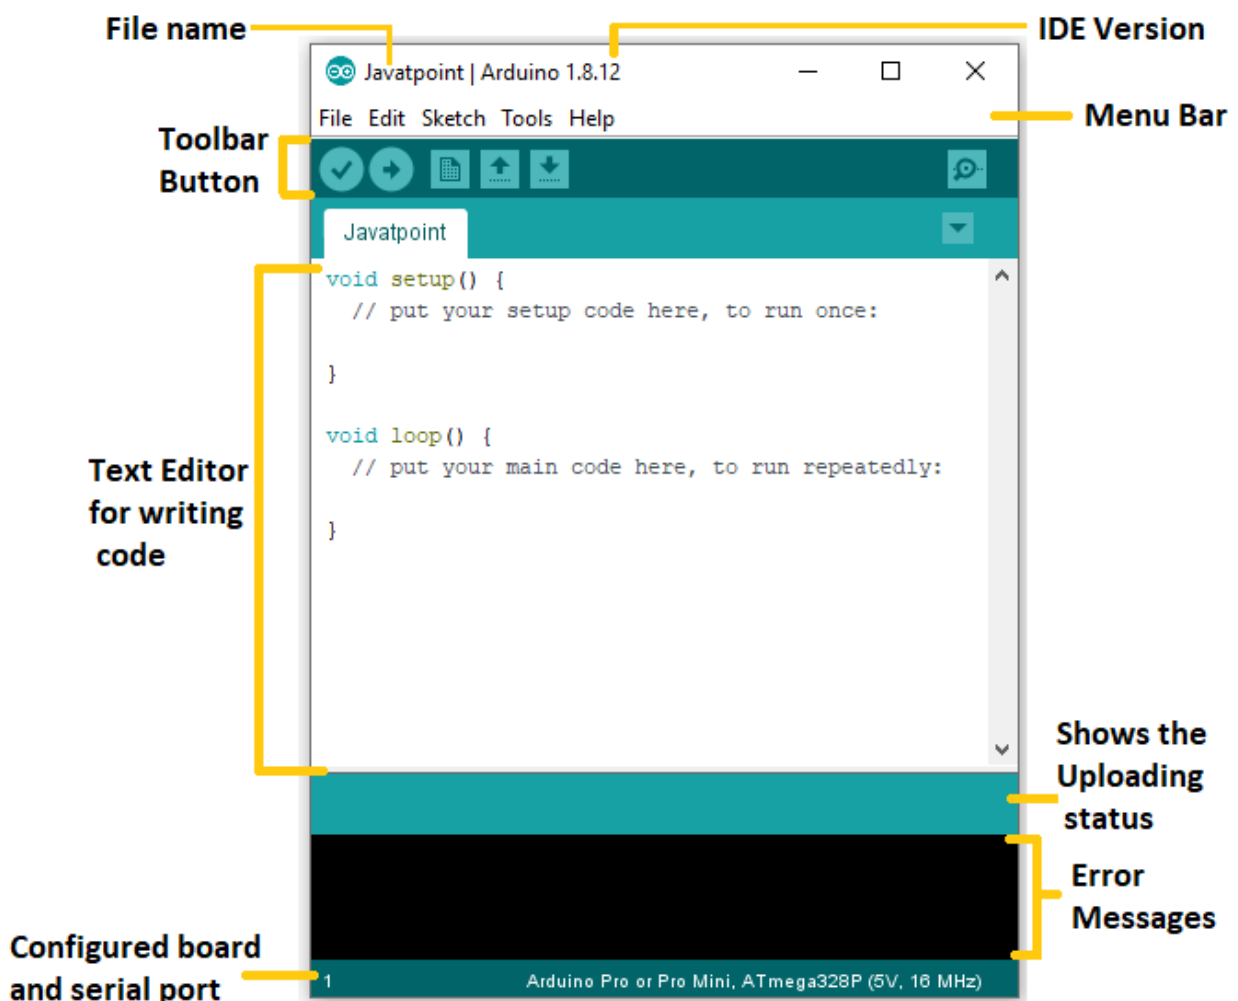 File name
IDE Version
Javatpoint | Arduino 1.8.12
File Edit Sketch Tools Help
Menu Bar
Toolbar
Button
Javatpoint
void setup() {
// put your setup code here, to run once:
}
void loop() {
// put your main code here, to run repeatedly:
}
Text Editor
for writing
code
Shows the
Uploading
status
Error
Messages
Configured board
and serial port
1
Arduino Pro or Pro Mini, ATmega328P (5V, 16 MHz)